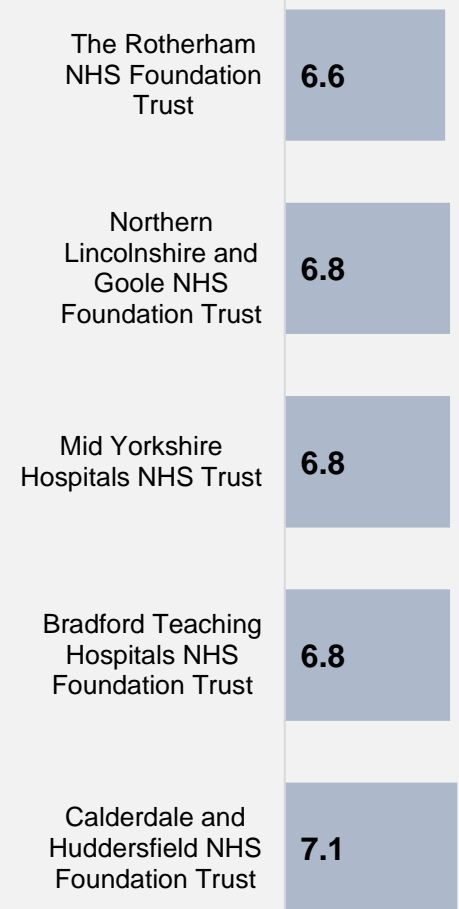 The Rotherham
NHS Foundation
Trust
6.6
Northern
Lincolnshire and
Goole NHS
Foundation Trust
6.8
Mid Yorkshire
Hospitals NHS Trust
6.8
Bradford Teaching
Hospitals NHS
Foundation Trust
6.8
Calderdale and
Huddersfield NHS
Foundation Trust
7.1